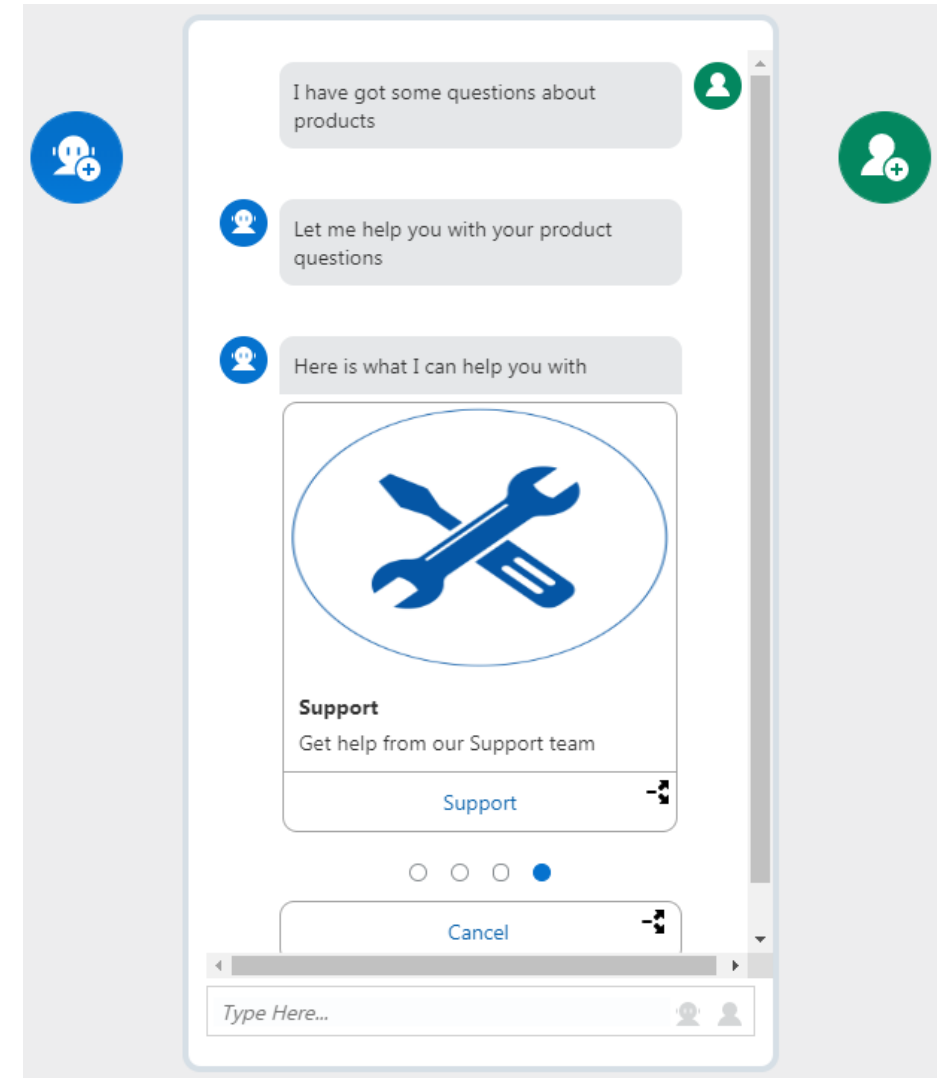 I have got some questions about
products
Let me help you with your product
questions
Here is what I can help you with
Support
Get help from our Support team
Support
Cancel
Type Here...